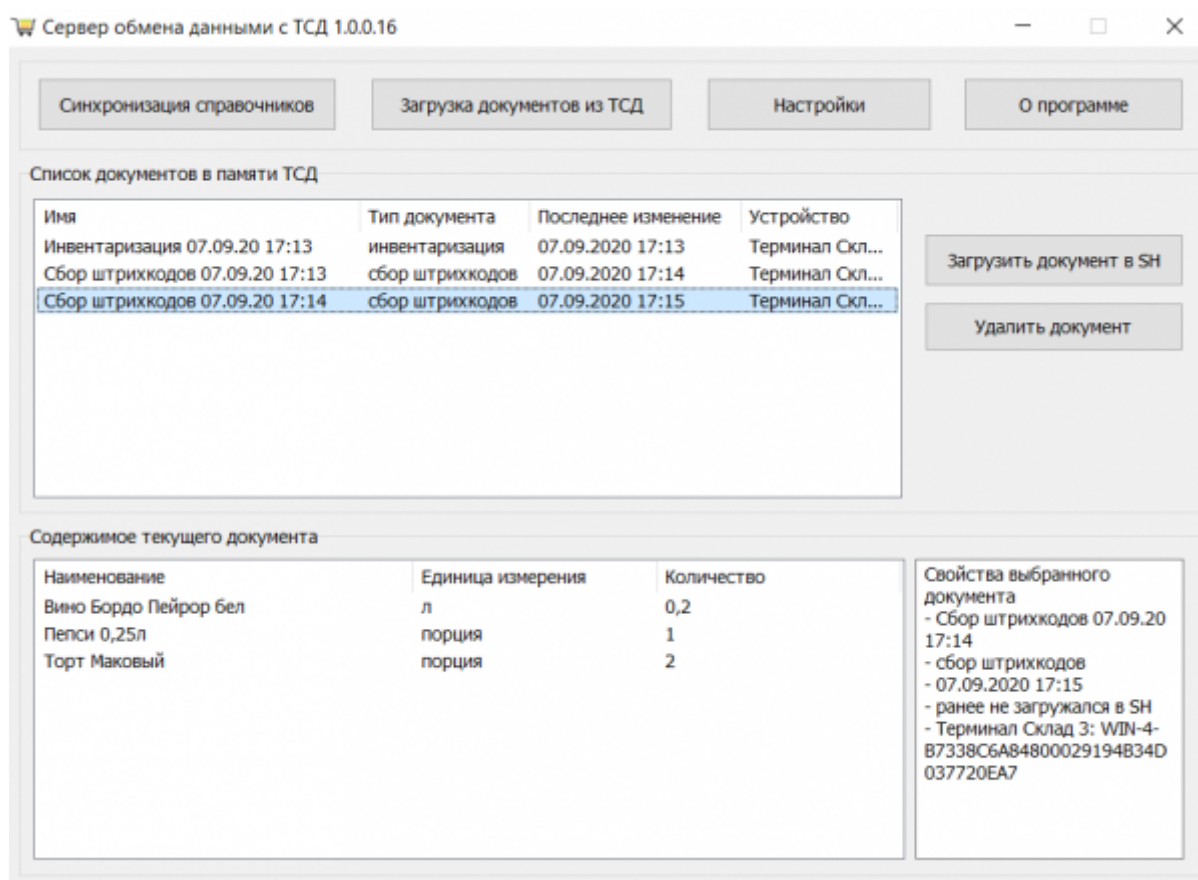 Сервер обмена данными с ТСД 1.0.0.16
Синхронизация справочников Загрузка документов из ТСД Настройки О программе
Список документов в памяти ТСД
Имя Тип документа Последнее изменение Устройство
Инвентаризация 07.09.20 17:13 инвентаризация 07.09.2020 17:13 Терминал Скл...
Сбор штрихкодов 07.09.20 17:13 сбор штрихкодов 07.09.2020 17:14 Терминал Скл...
Сбор штрихкодов 07.09.20 17:14 сбор штрихкодов 07.09.2020 17:15 Терминал Скл...
Загрузить документ в SH
Удалить документ
Содержимое текущего документа
Наименование Единица измерения Количество
Вино Бордо Пейрор бел л 0,2
Пепси 0,25л порция 1
Торт Маковый порция 2
Свойства выбранного
документа
- Сбор штрихкодов 07.09.20
17:14
- сбор штрихкодов
- 07.09.2020 17:15
- ранее не загружался в SH
- Терминал Склад 3: WIN-4-
B7338C6A84800029194B34D
037720EA7